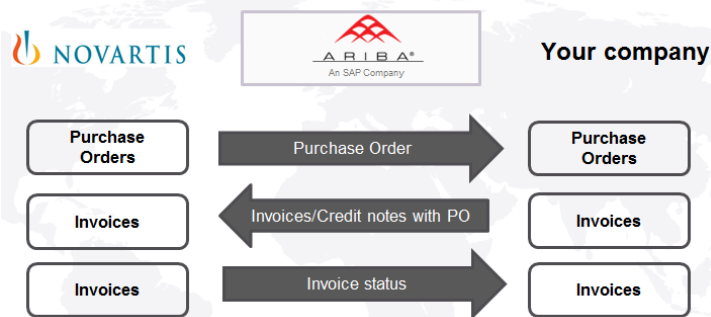 NOVARTIS
ARIBA®
An SAP Company
Your company
Purchase
Orders
Purchase Order
Purchase
Orders
Invoices
Invoices/Credit notes with PO
Invoices
Invoices
Invoice status
Invoices